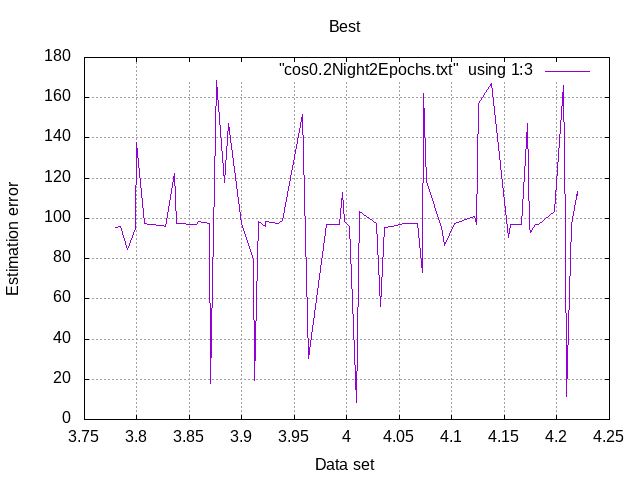 Best
"cos0.2Night2Epochs.txt" using 1:3
180
160
140
120
100
80
60
40
20
0
Estimation error
3.75 3.8 3.85 3.9 3.95 4 4.05 4.1 4.15 4.2 4.25
Data set